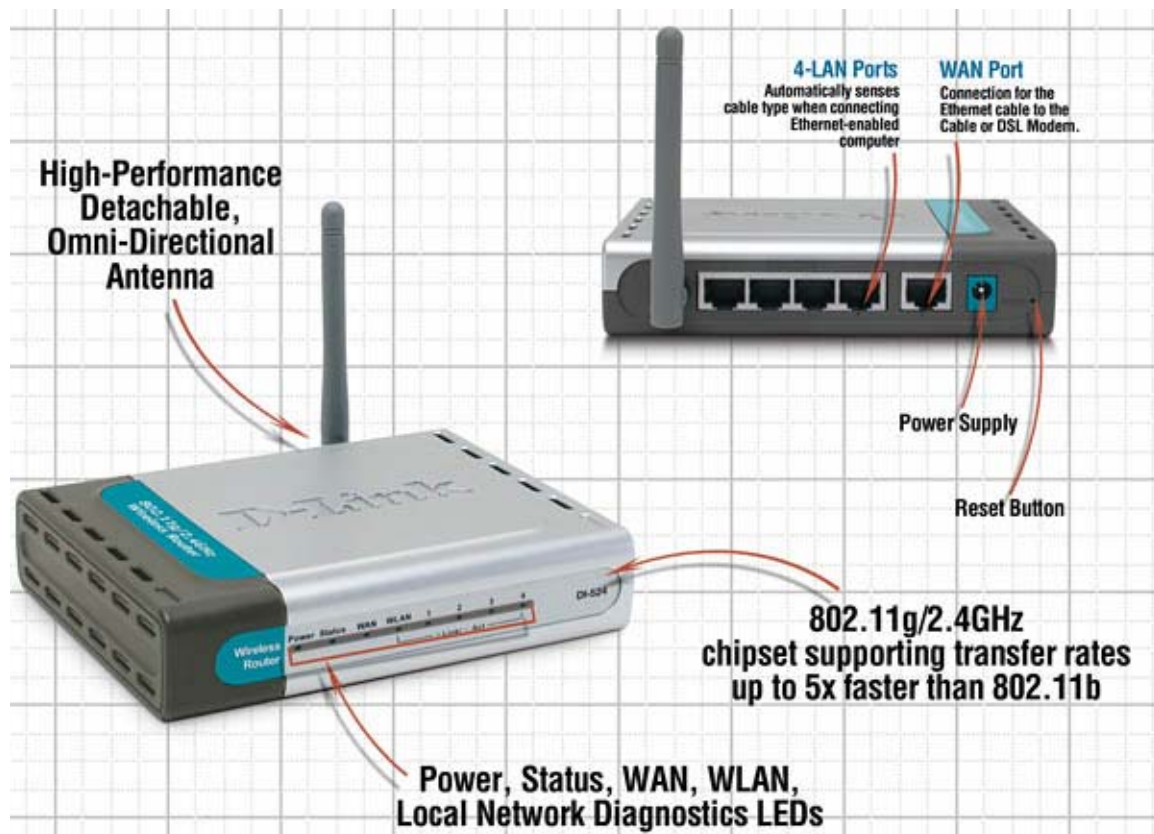 4-LAN Ports
Automatically senses
cable type when connecting
Ethernet-enabled
computer
WAN Port
Connection for the
Ethernet cable to the
Cable or DSL Modem.
High-Performance
Detachable,
Omni-Directional
Antenna
Power Supply
Reset Button
D-Link
802.11g/2.4GHz
Wireless Router
DI-524
Power Status WAN WLAN 1 2 3 4
Wireless
Router
802.11g/2.4GHz
chipset supporting transfer rates
up to 5x faster than 802.11b
Power, Status, WAN, WLAN,
Local Network Diagnostics LEDs